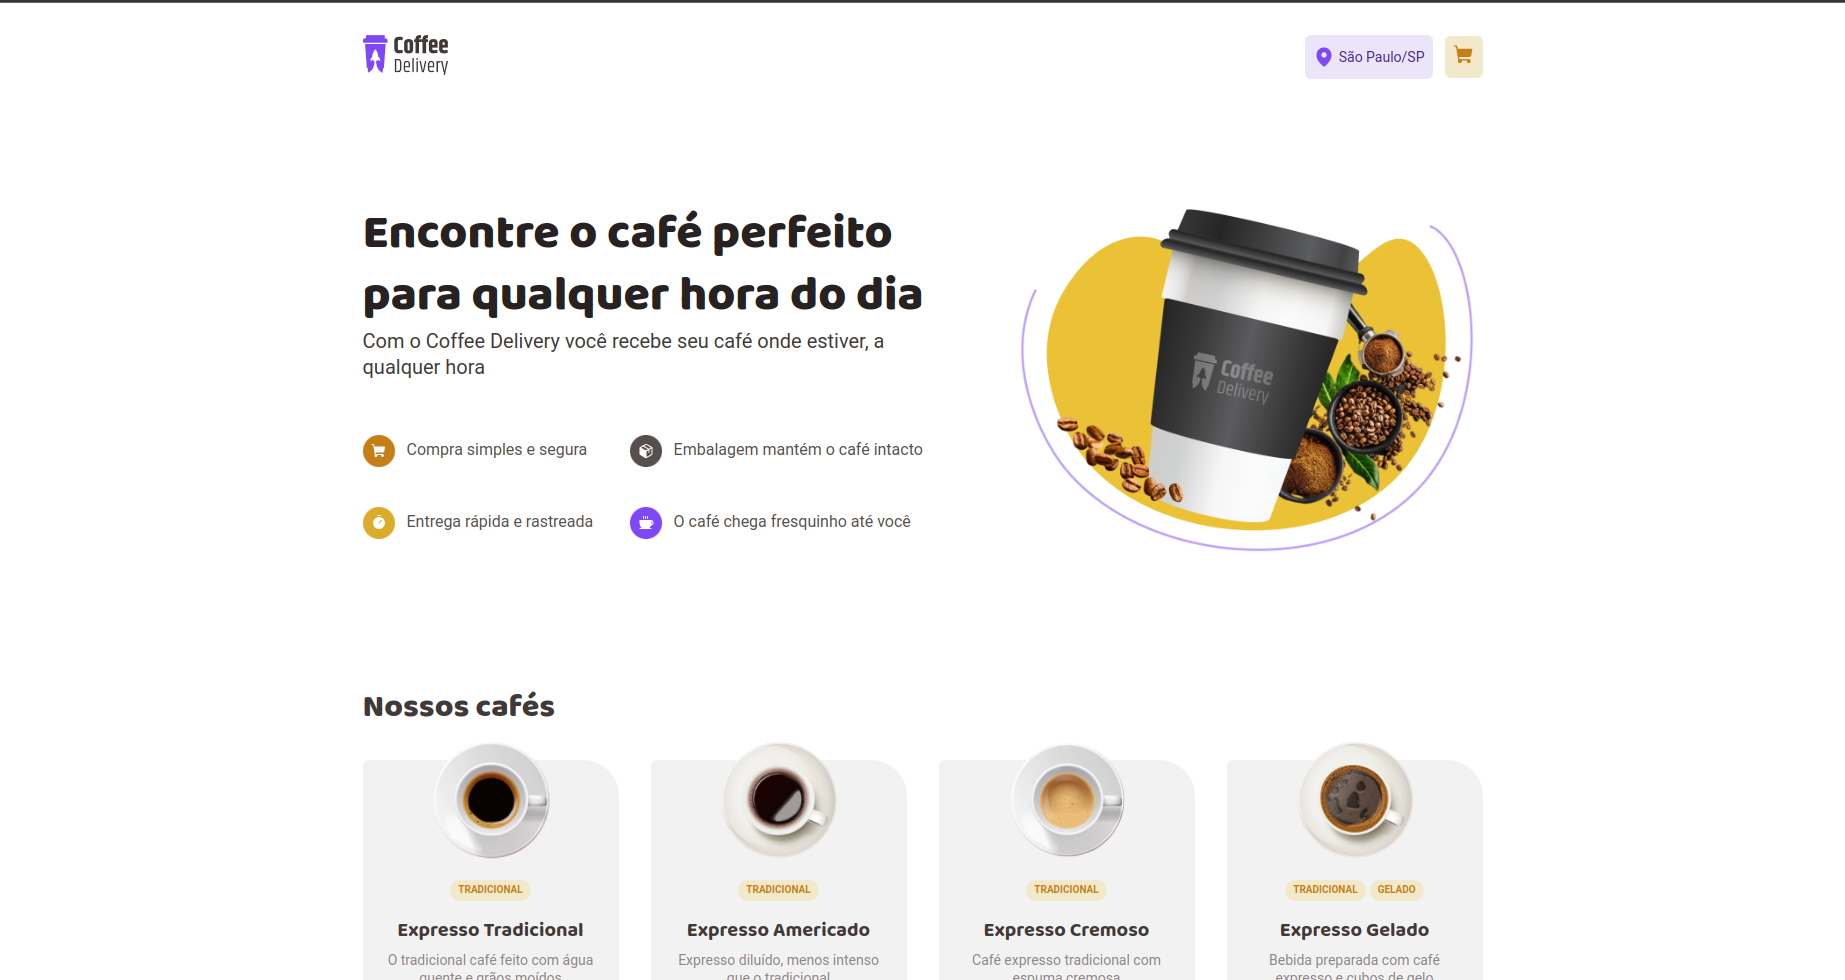 Coffee
Delivery
São Paulo/SP
Encontre o café perfeito
para qualquer hora do dia
Com o Coffee Delivery você recebe seu café onde estiver, a
qualquer hora
Compra simples e segura
Embalagem mantém o café intacto
Entrega rápida e rastreada
O café chega fresquinho até você
Coffee
Delivery
Nossos cafés
TRADICIONAL
Expresso Tradicional
O tradicional café feito com água
quente e grãos moídos
TRADICIONAL
Expresso Americado
Expresso diluído, menos intenso
que o tradicional
TRADICIONAL
Expresso Cremoso
Café expresso tradicional com
espuma cremosa
TRADICIONAL GELADO
Expresso Gelado
Bebida preparada com café
expresso e cubos de gelo